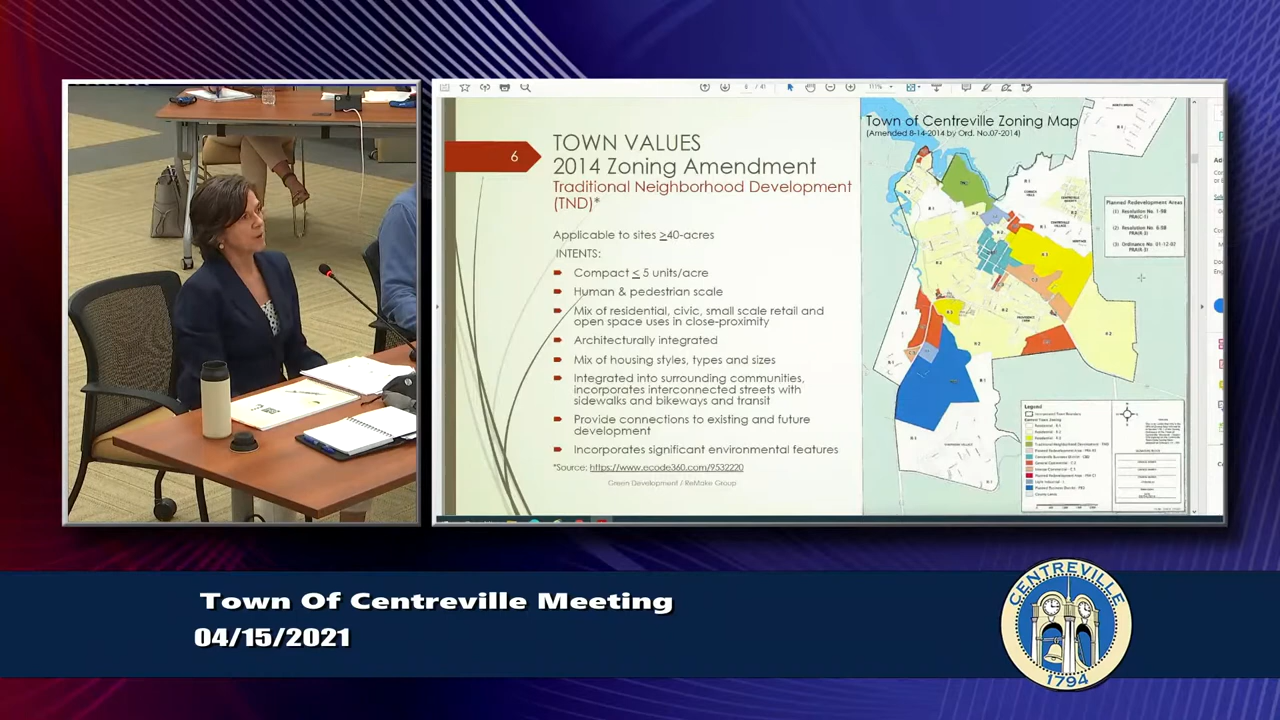 6
TOWN VALUES
2014 Zoning Amendment
Traditional Neighborhood Development
(TND)*
Applicable to sites ≥40-acres
INTENTS:
Compact ≤ 5 units/acre
Human & pedestrian scale
Mix of residential, civic, small scale retail and
open space uses in close-proximity
Architecturally integrated
Mix of housing styles, types and sizes
Integrated into surrounding communities,
incorporates interconnected streets with
sidewalks and bikeways and transit
Provide connections to existing and future
development
Incorporates significant environmental features
*Source: https://www.ecode360.com/9532220
Green Development / ReMake Group
Town of Centreville Zoning Map
(Amended 8-14-2014 by Ord. No.07-2014)
Planned Redevelopment Areas
Legend
Town Of Centreville Meeting
04/15/2021
CENTREVILLE
1794